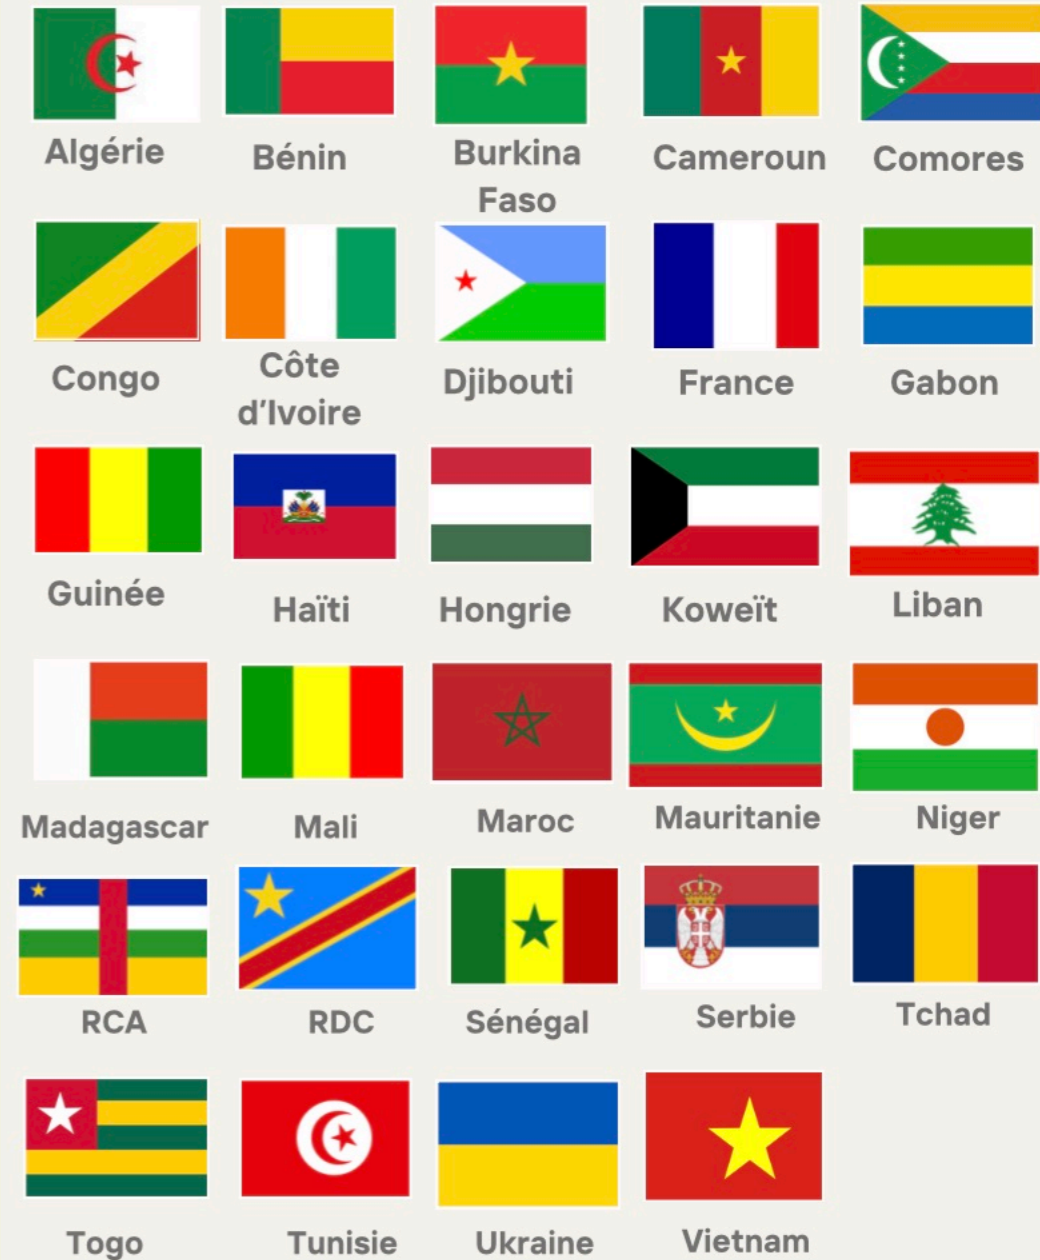 Algérie
Bénin
Burkina
Faso
Cameroun
Comores
Congo
Côte
d'Ivoire
Djibouti
France
Gabon
Guinée
Haïti
Hongrie
Koweït
Liban
Madagascar
Mali
Maroc
Mauritanie
Niger
RCA
RDC
Sénégal
Serbie
Tchad
Togo
Tunisie
Ukraine
Vietnam